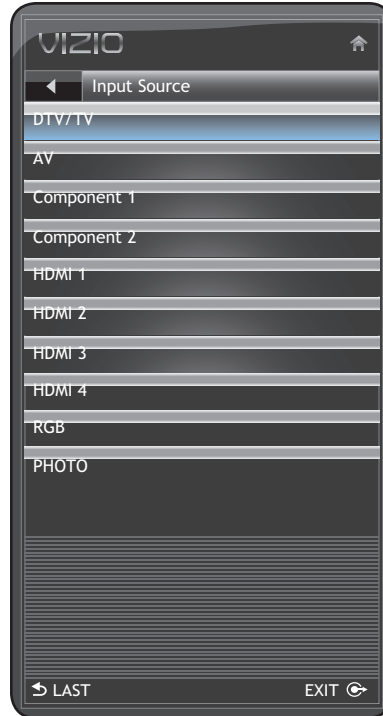 VIZIO
Input Source
DTV/TV
AV
Component 1
Component 2
HDMI 1
HDMI 2
HDMI 3
HDMI 4
RGB
PHOTO
LAST EXIT